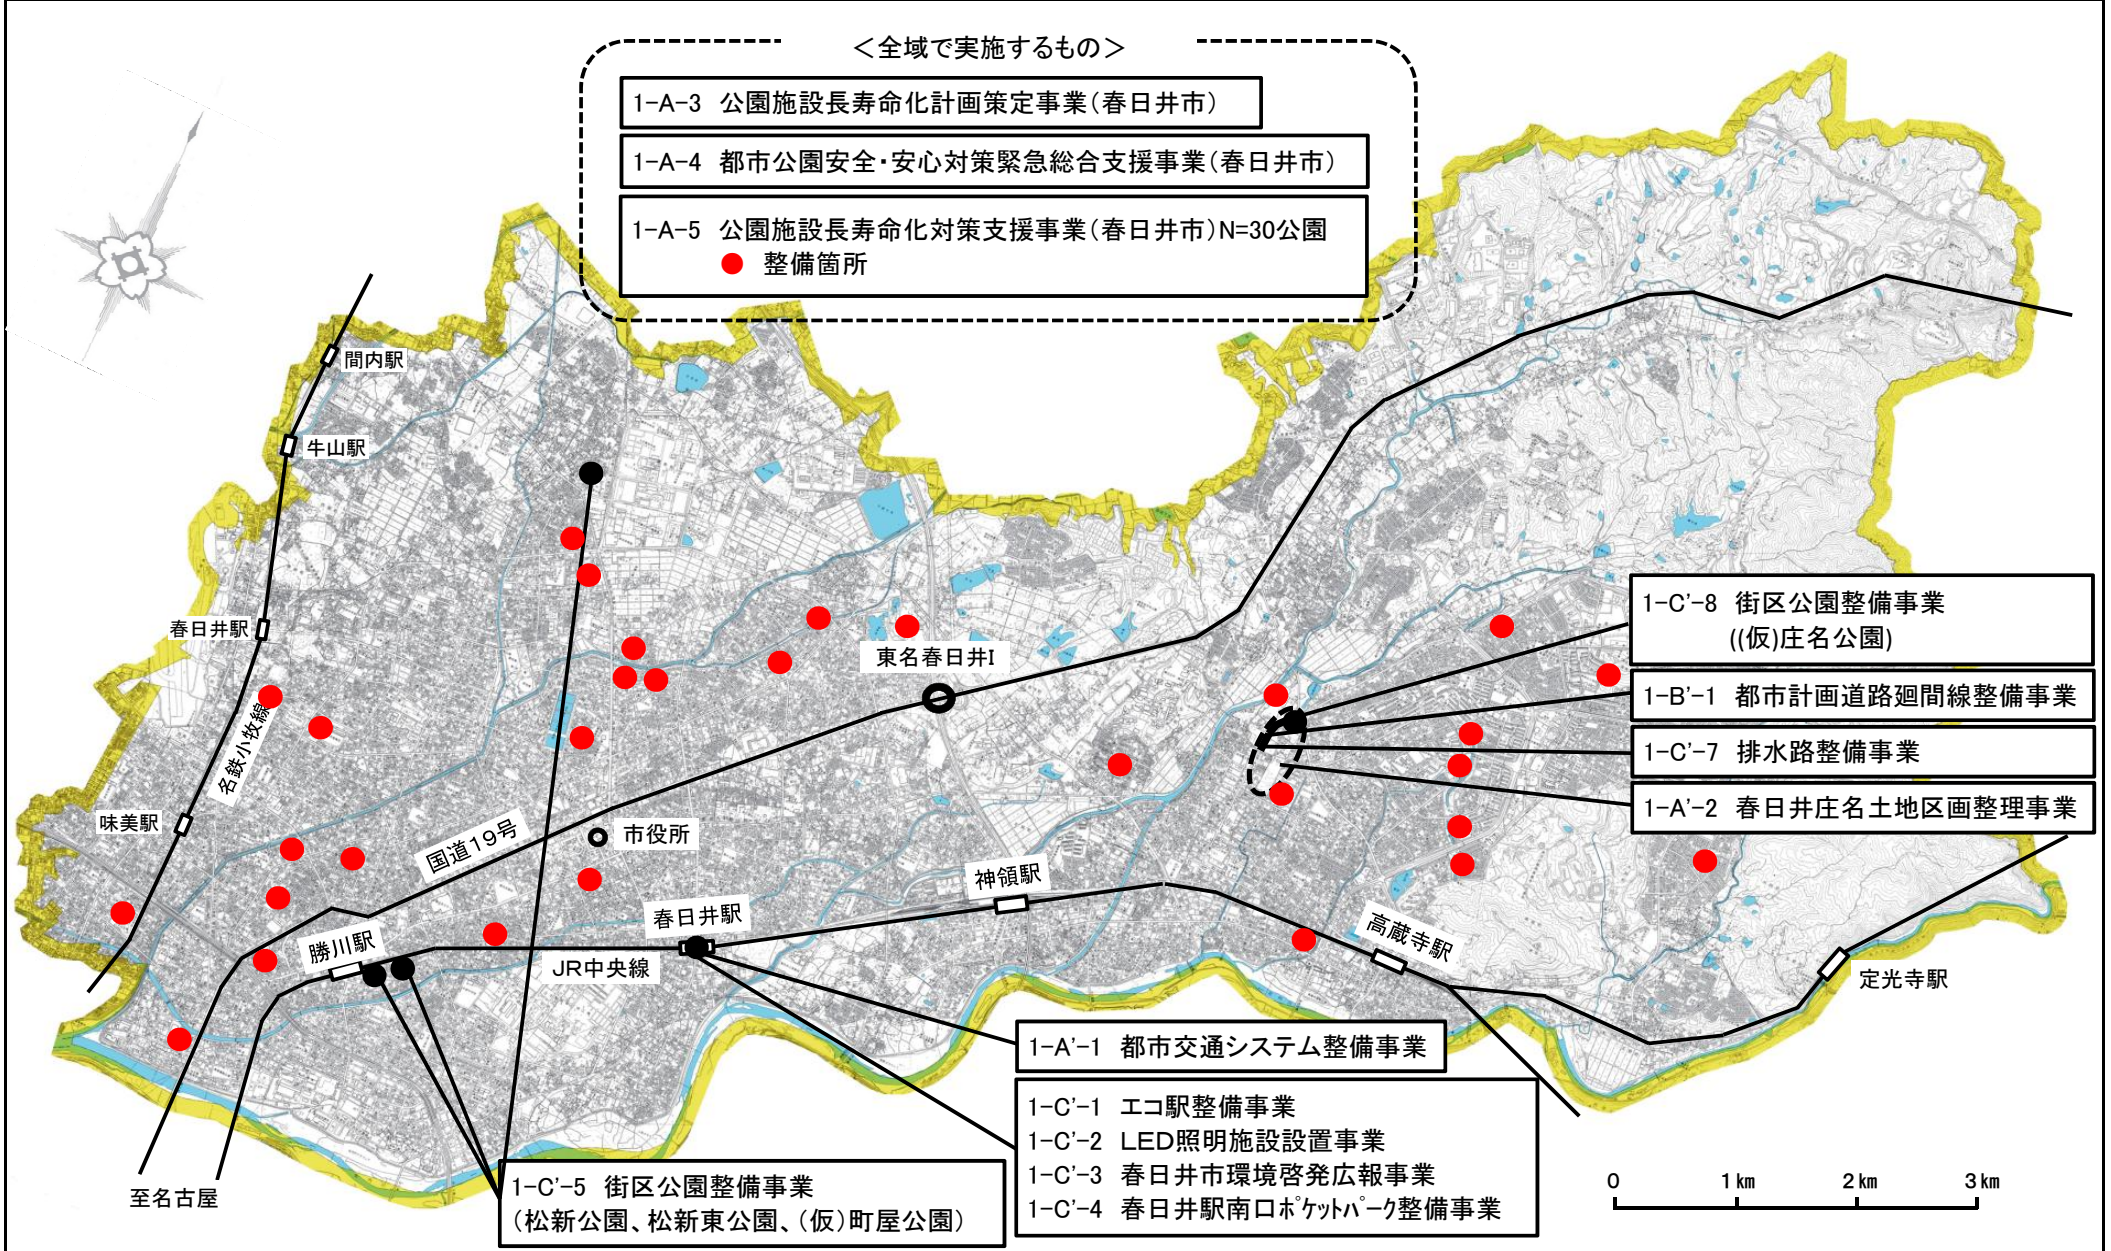 ＜全域で実施するもの＞
1-A-3 公園施設長寿命化計画策定事業(春日井市)
1-A-4 都市公園安全・安心対策緊急総合支援事業(春日井市)
1-A-5 公園施設長寿命化対策支援事業(春日井市)N=30公園
整備箇所
間内駅
牛山駅
春日井駅
名鉄小牧線
味美駅
東名春日井I
市役所
国道19号
1-C'-8 街区公園整備事業
((仮)庄名公園)
1-B'-1 都市計画道路廻間線整備事業
1-C'-7 排水路整備事業
1-A'-2 春日井庄名土地区画整理事業
神領駅
春日井駅
勝川駅
JR中央線
高蔵寺駅
定光寺駅
1-A'-1 都市交通システム整備事業
1-C'-1 エコ駅整備事業
1-C'-2 LED照明施設設置事業
1-C'-3 春日井市環境啓発広報事業
1-C'-4 春日井駅南口ﾎﾟｹｯﾄﾊﾟｰｸ整備事業
至名古屋
1-C'-5 街区公園整備事業
(松新公園、松新東公園、(仮)町屋公園)
0 1km 2km 3km